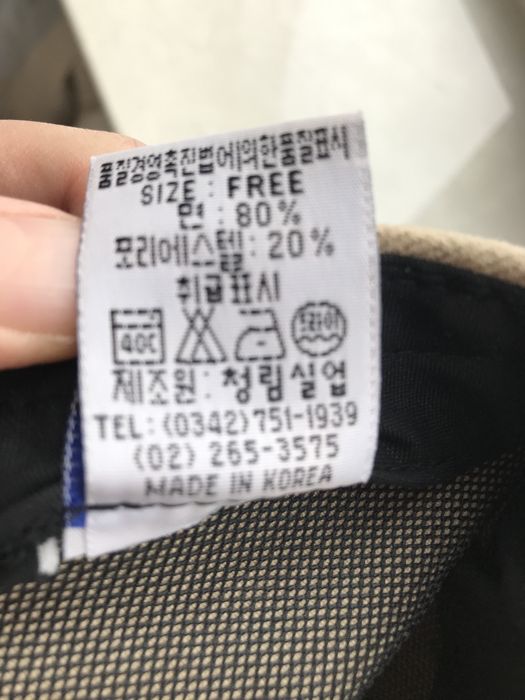 품질경영촉진법에의한품질표시
SIZE : FREE
면 : 80%
포리에스텔 : 20%
취급표시
40C 드라이
제조원 : 청림실업
TEL : (0342)751-1939
(02) 265-3575
MADE IN KOREA